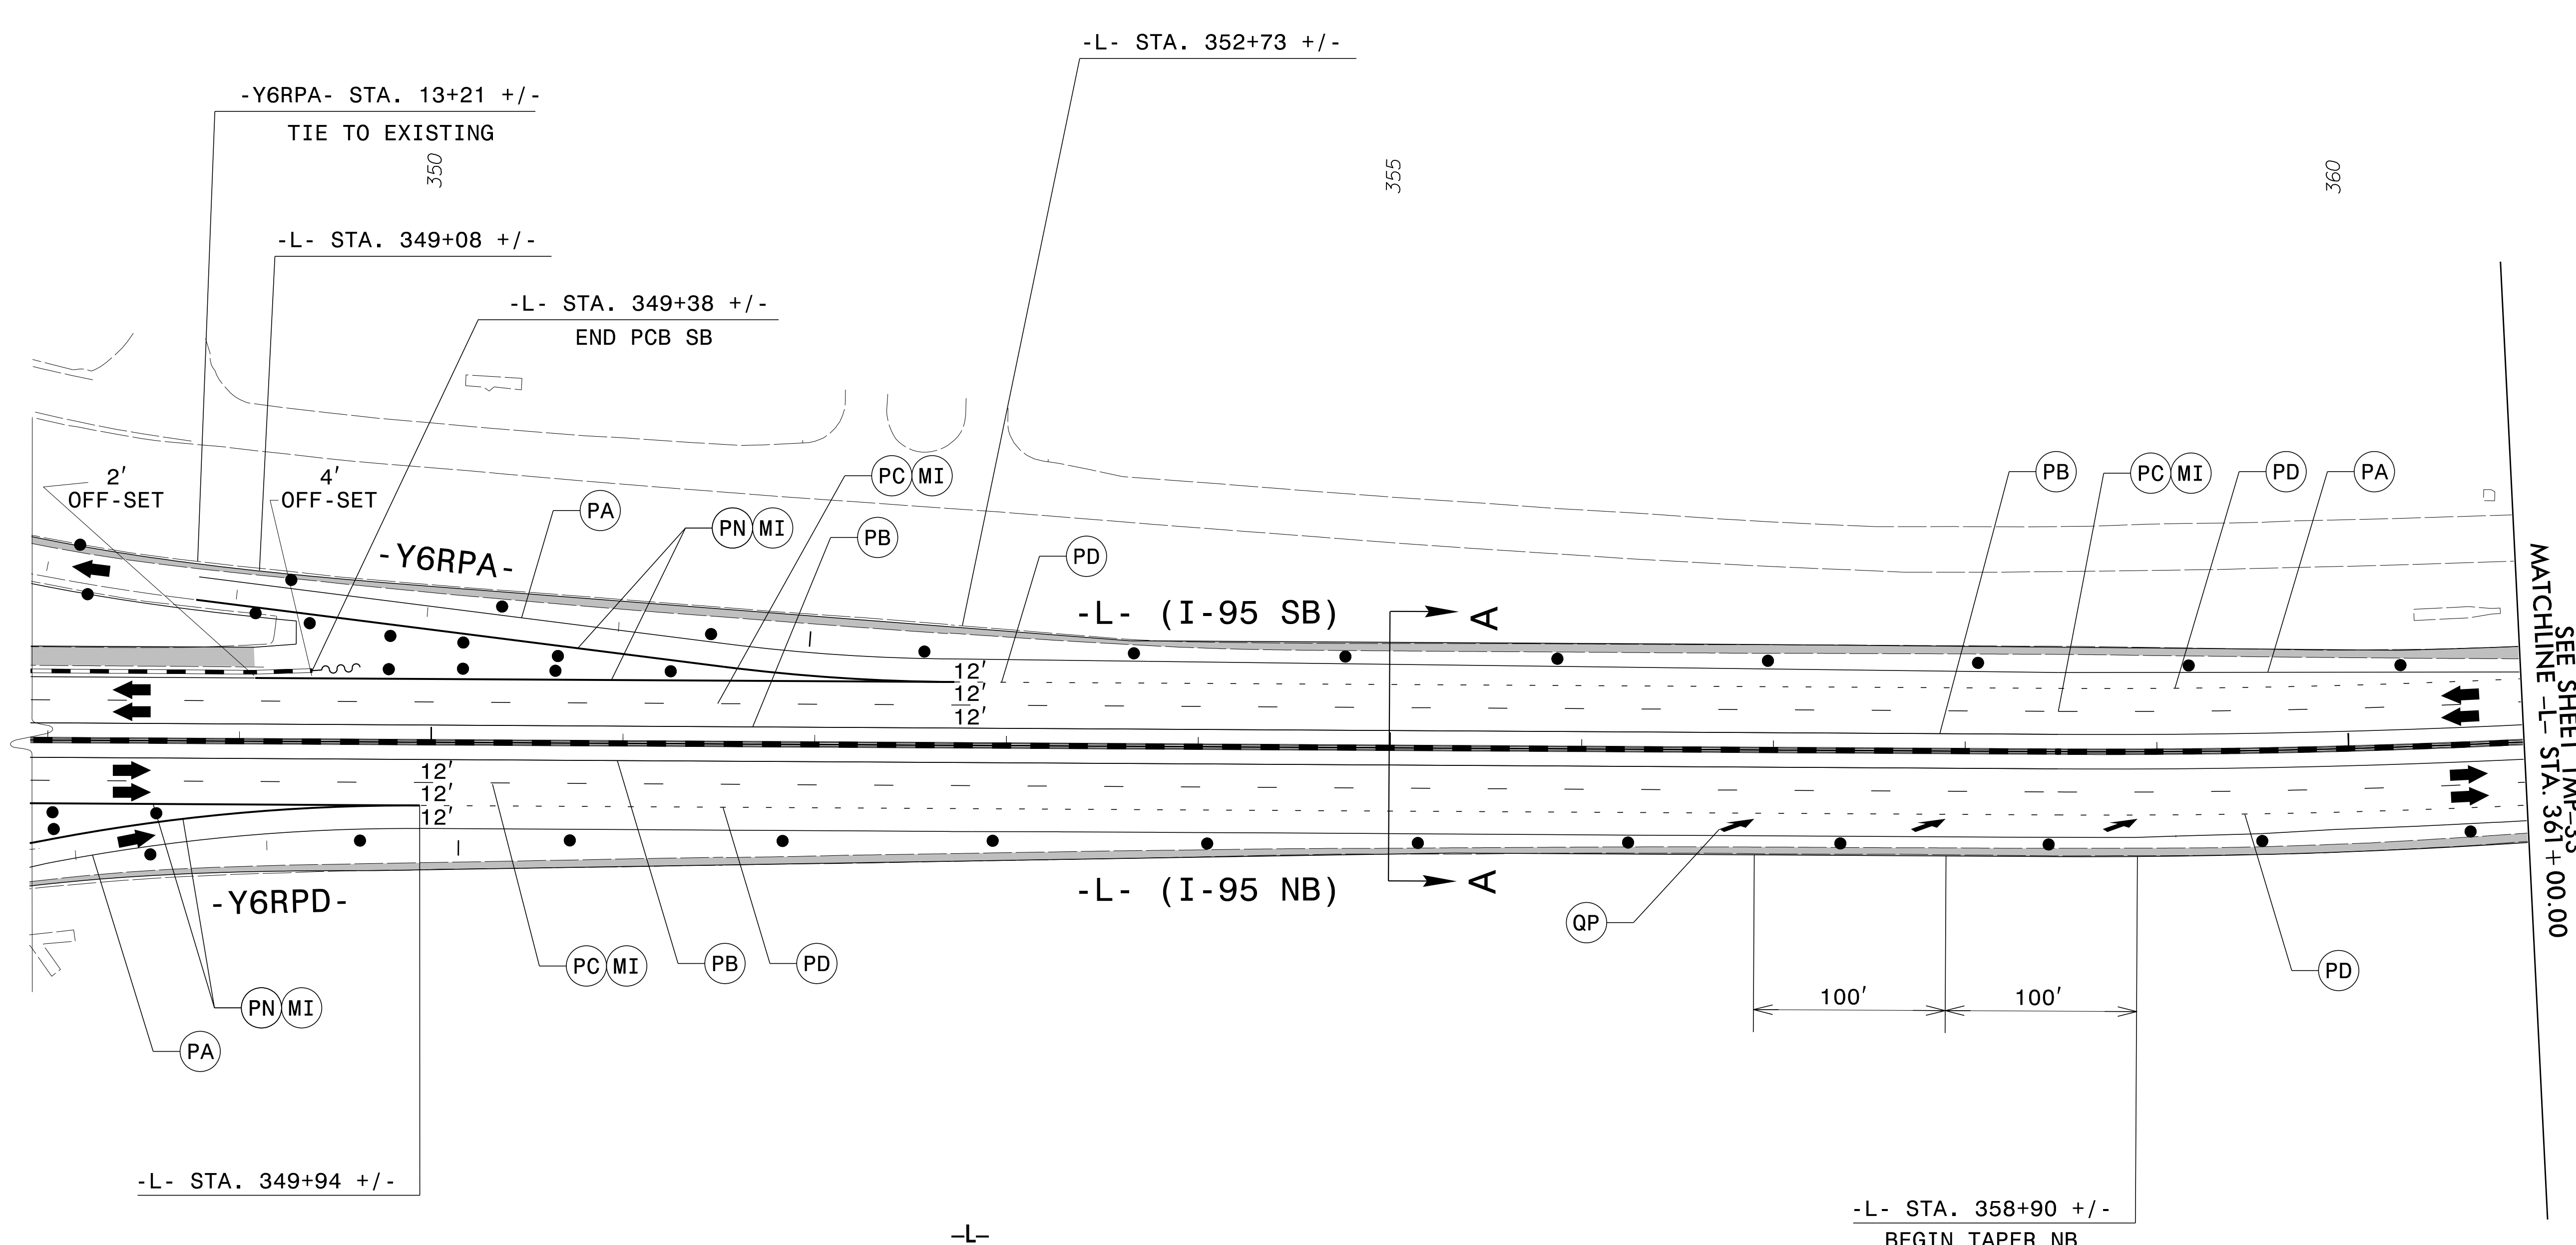 -L- STA. 352+73 +/-
-Y6RPA- STA. 13+21 +/-
TIE TO EXISTING
350
355
360
-L- STA. 349+08 +/-
-L- STA. 349+38 +/-
END PCB SB
2'
OFF-SET
4'
OFF-SET
PC MI
PB
PC MI
PD
PA
PA
PN MI
PB
PD
-Y6RPA-
-L- (I-95 SB)
A
12'
12'
12'
12'
12'
12'
-L- (I-95 NB)
A
-Y6RPD-
QP
PC MI
PB
PD
PD
PN MI
PA
100'
100'
-L- STA. 349+94 +/-
-L- STA. 358+90 +/-
BEGIN TAPER NB
-L-
SEE SHEET TMP-33
MATCHLINE -L- STA. 361+00.00